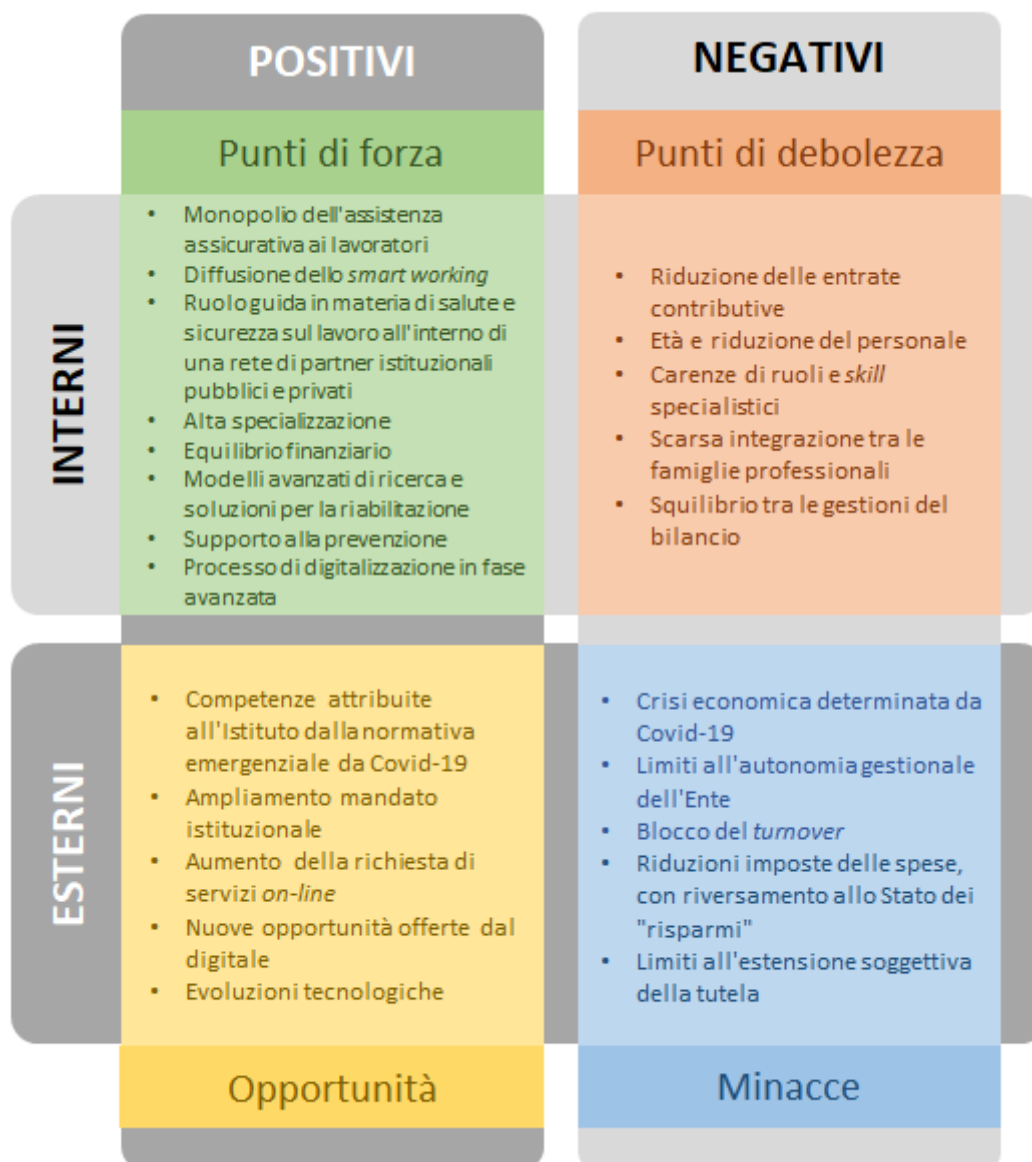 POSITIVI
NEGATIVI
Punti di forza
Punti di debolezza
INTERNI
• Monopolio dell'assistenza
assicurativa ai lavoratori
• Diffusione dello smart working
• Ruolo guida in materia di salute e
sicurezza sul lavoro all'interno di
una rete di partner istituzionali
pubblici e privati
• Alta specializzazione
• Equilibrio finanziario
• Modelli avanzati di ricerca e
soluzioni per la riabilitazione
• Supporto alla prevenzione
• Processo di digitalizzazione in fase
avanzata
• Riduzione delle entrate
contributive
• Età e riduzione del personale
• Carenze di ruoli e skill
specialistici
• Scarsa integrazione tra le
famiglie professionali
• Squilibrio tra le gestioni del
bilancio
ESTERNI
• Competenze attribuite
all'Istituto dalla normativa
emergenziale da Covid-19
• Ampliamento mandato
istituzionale
• Aumento della richiesta di
servizi on-line
• Nuove opportunità offerte dal
digitale
• Evoluzioni tecnologiche
• Crisi economica determinata da
Covid-19
• Limiti all'autonomia gestionale
dell'Ente
• Blocco del turnover
• Riduzioni imposte delle spese,
con riversamento allo Stato dei
"risparmi"
• Limiti all'estensione soggettiva
della tutela
Opportunità
Minacce